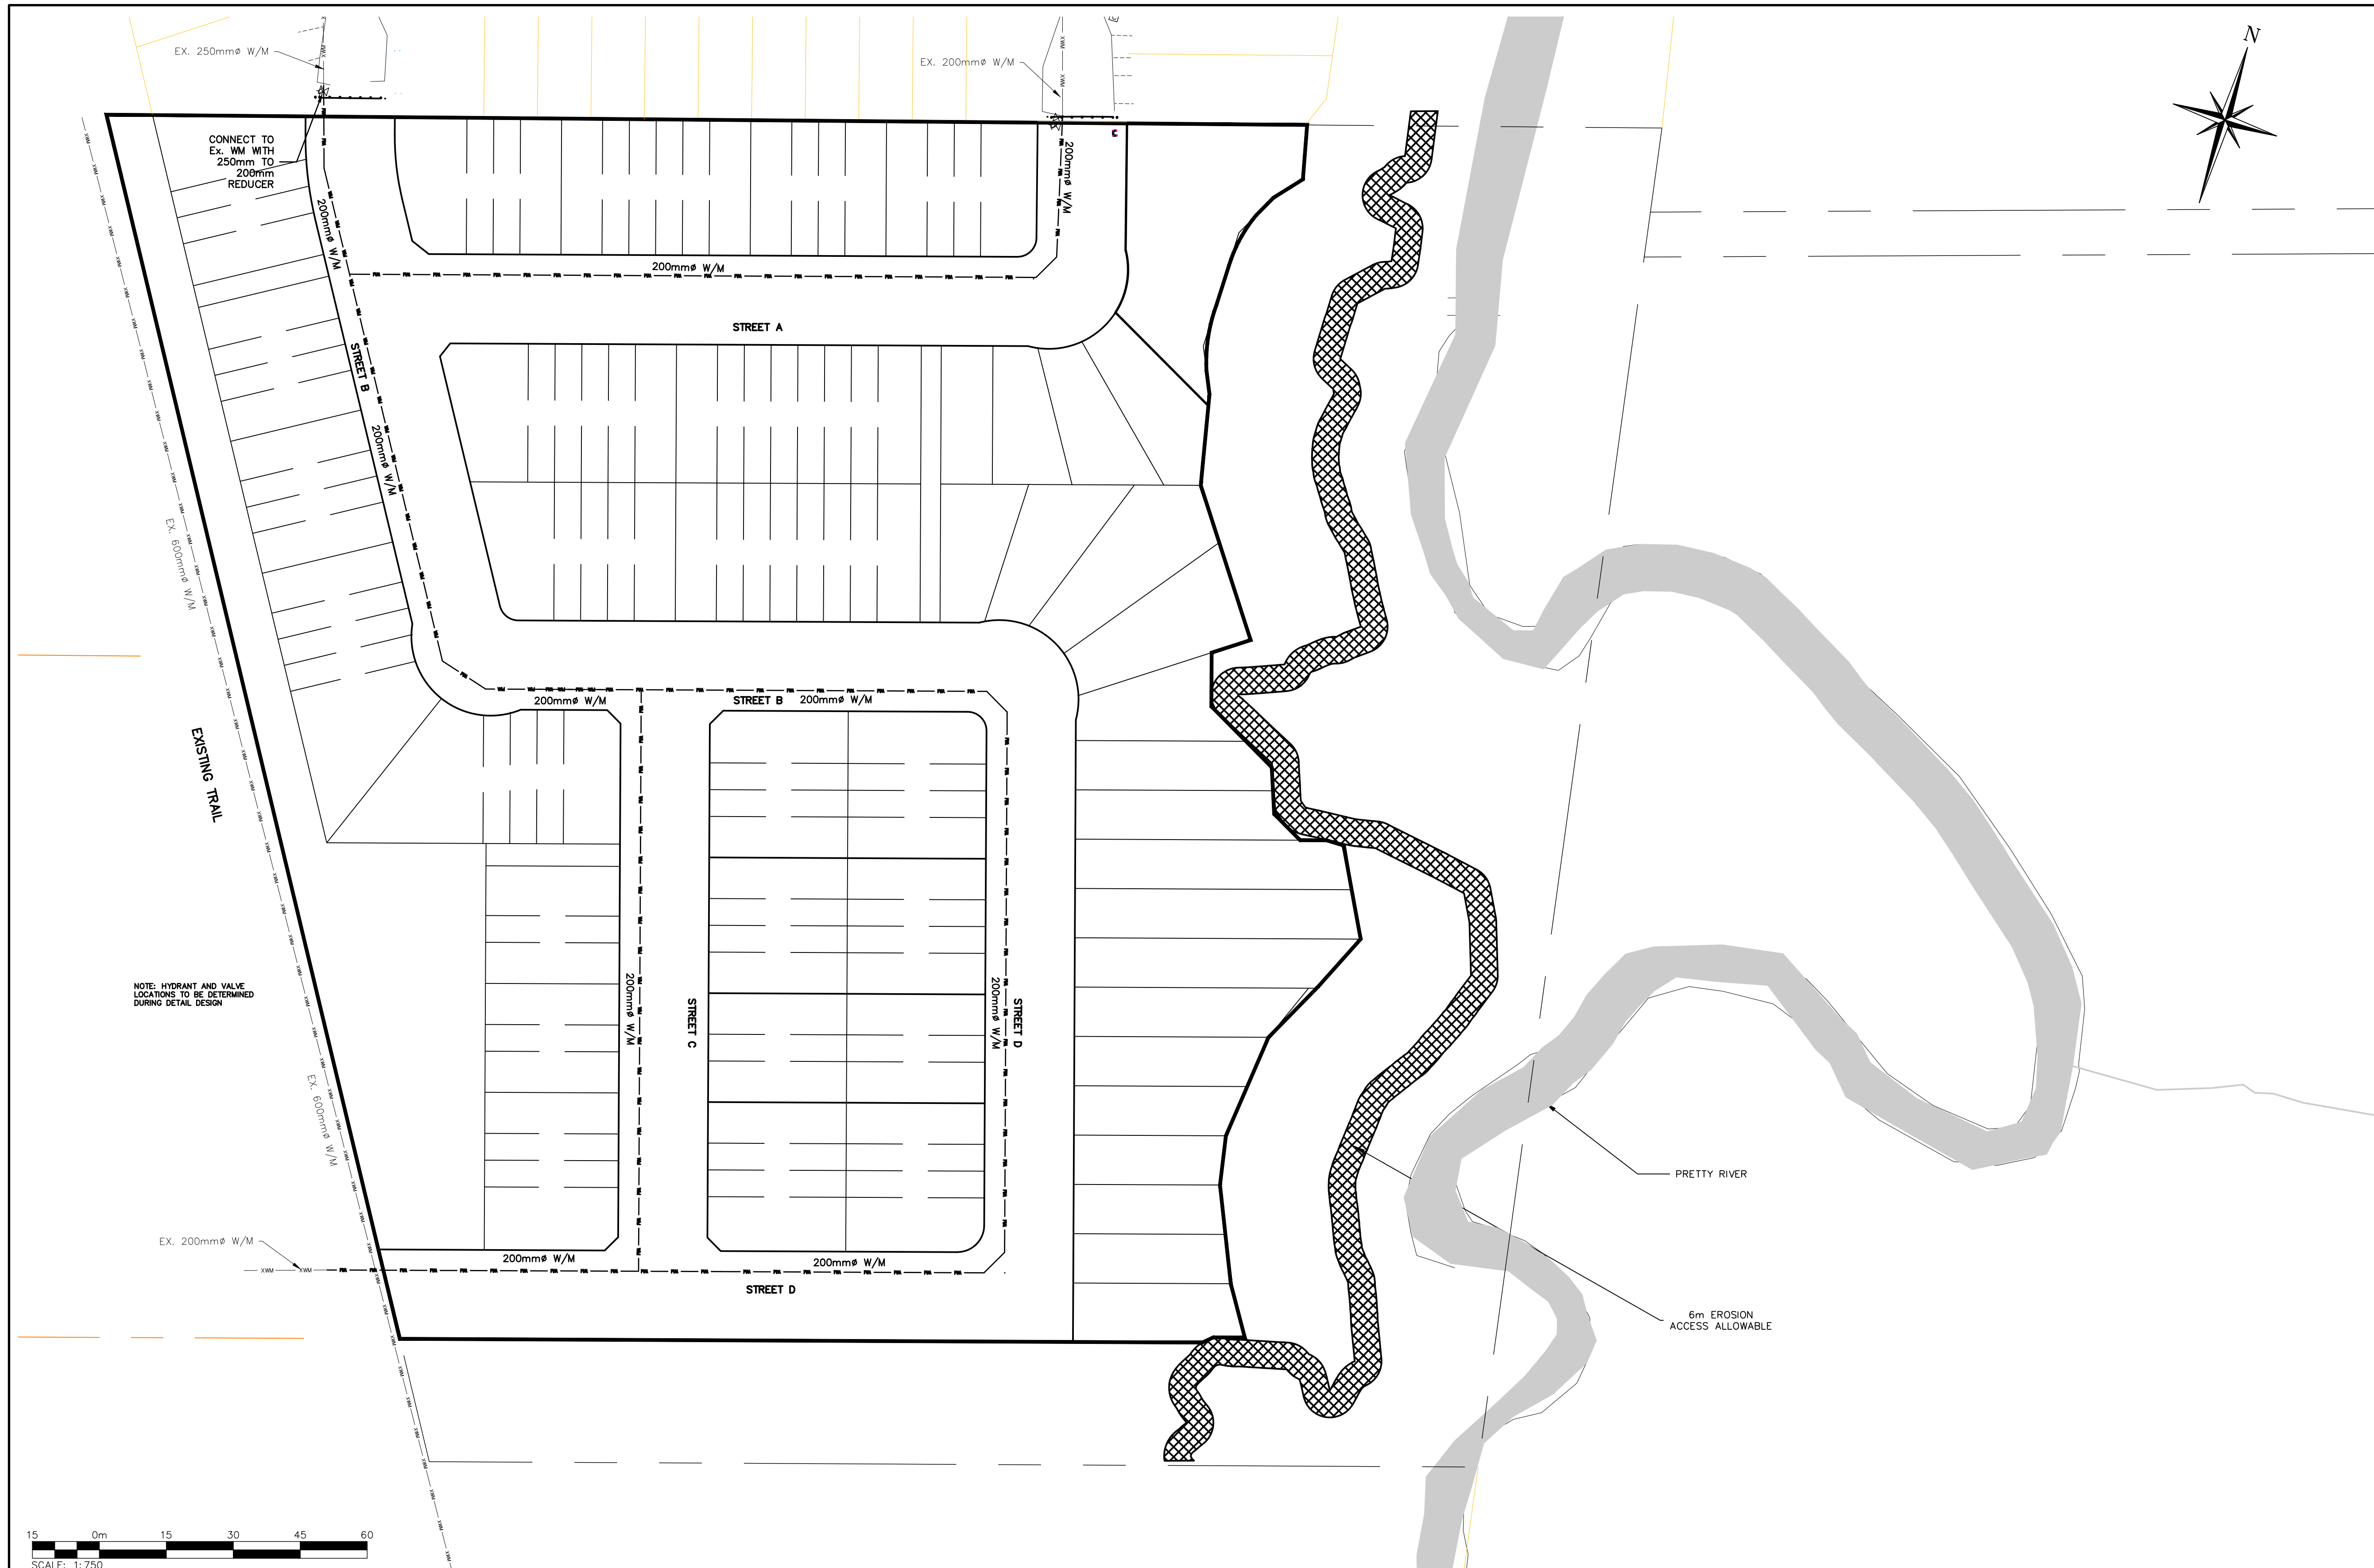 EX. 250mmø W/M
EX. 200mmø W/M
N
CONNECT TO
Ex. WM WITH
250mm TO
200mm
REDUCER
200mmø W/M
200mmø W/M
200mmø W/M
STREET A
STREET B
200mmø W/M
EX. 600mmø W/M
200mmø W/M
STREET B
200mmø W/M
EXISTING TRAIL
NOTE: HYDRANT AND VALVE
LOCATIONS TO BE DETERMINED
DURING DETAIL DESIGN
200mmø W/M
STREET C
200mmø W/M
STREET D
EX. 600mmø W/M
PRETTY RIVER
EX. 200mmø W/M
XWM
XWM
200mmø W/M
200mmø W/M
STREET D
6m EROSION
ACCESS ALLOWABLE
15 0m 15 30 45 60
SCALE: 1:750